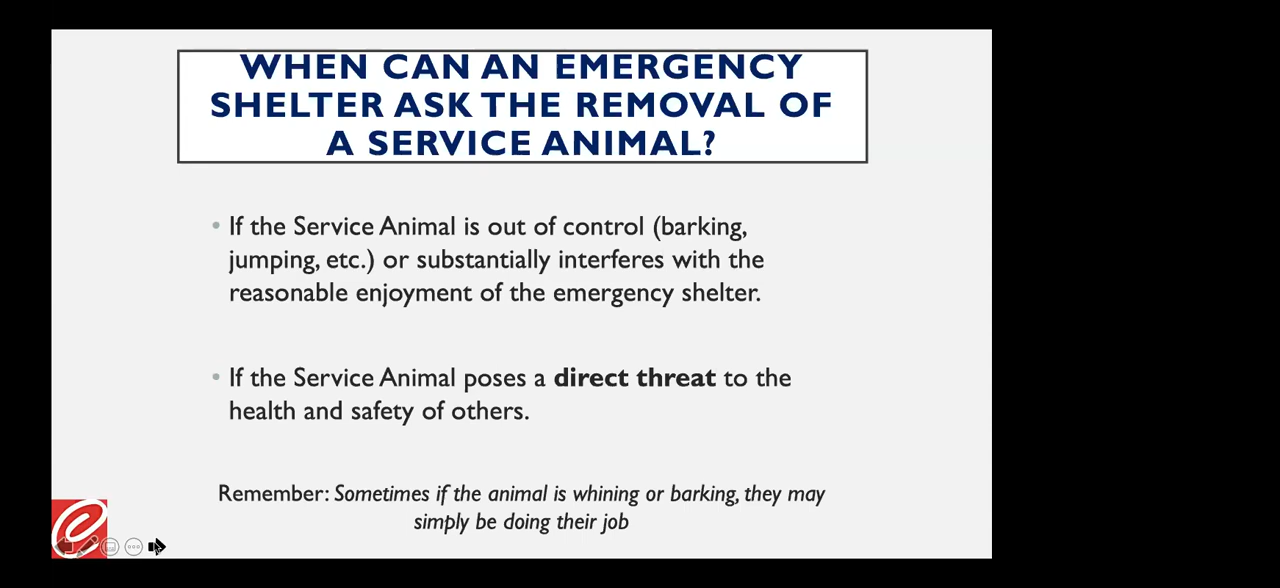 WHEN CAN AN EMERGENCY
SHELTER ASK THE REMOVAL OF
A SERVICE ANIMAL?
• If the Service Animal is out of control (barking,
jumping, etc.) or substantially interferes with the
reasonable enjoyment of the emergency shelter.
• If the Service Animal poses a direct threat to the
health and safety of others.
Remember: Sometimes if the animal is whining or barking, they may
simply be doing their job